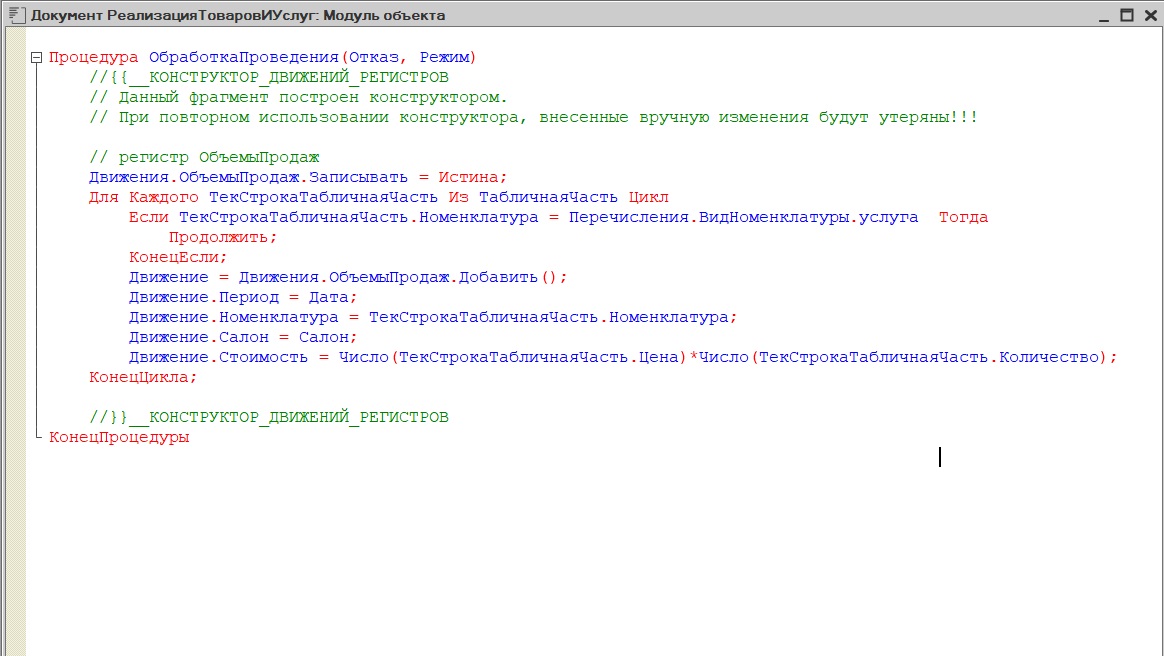 Документ РеализацияТоваровИУслуг: Модуль объекта
Процедура ОбработкаПроведения(Отказ, Режим)
//{{__КОНСТРУКТОР_ДВИЖЕНИЙ_РЕГИСТРОВ
// Данный фрагмент построен конструктором.
// При повторном использовании конструктора, внесенные вручную изменения будут утеряны!!!
// регистр ОбъемыПродаж
Движения.ОбъемыПродаж.Записывать = Истина;
Для Каждого ТекСтрокаТабличнаяЧасть Из ТабличнаяЧасть Цикл
Если ТекСтрокаТабличнаяЧасть.Номенклатура = Перечисления.ВидНоменклатуры.услуга  Тогда
Продолжить;
КонецЕсли;
Движение = Движения.ОбъемыПродаж.Добавить();
Движение.Период = Дата;
Движение.Номенклатура = ТекСтрокаТабличнаяЧасть.Номенклатура;
Движение.Салон = Салон;
Движение.Стоимость = Число(ТекСтрокаТабличнаяЧасть.Цена)*Число(ТекСтрокаТабличнаяЧасть.Количество);
КонецЦикла;
//}}__КОНСТРУКТОР_ДВИЖЕНИЙ_РЕГИСТРОВ
КонецПроцедуры